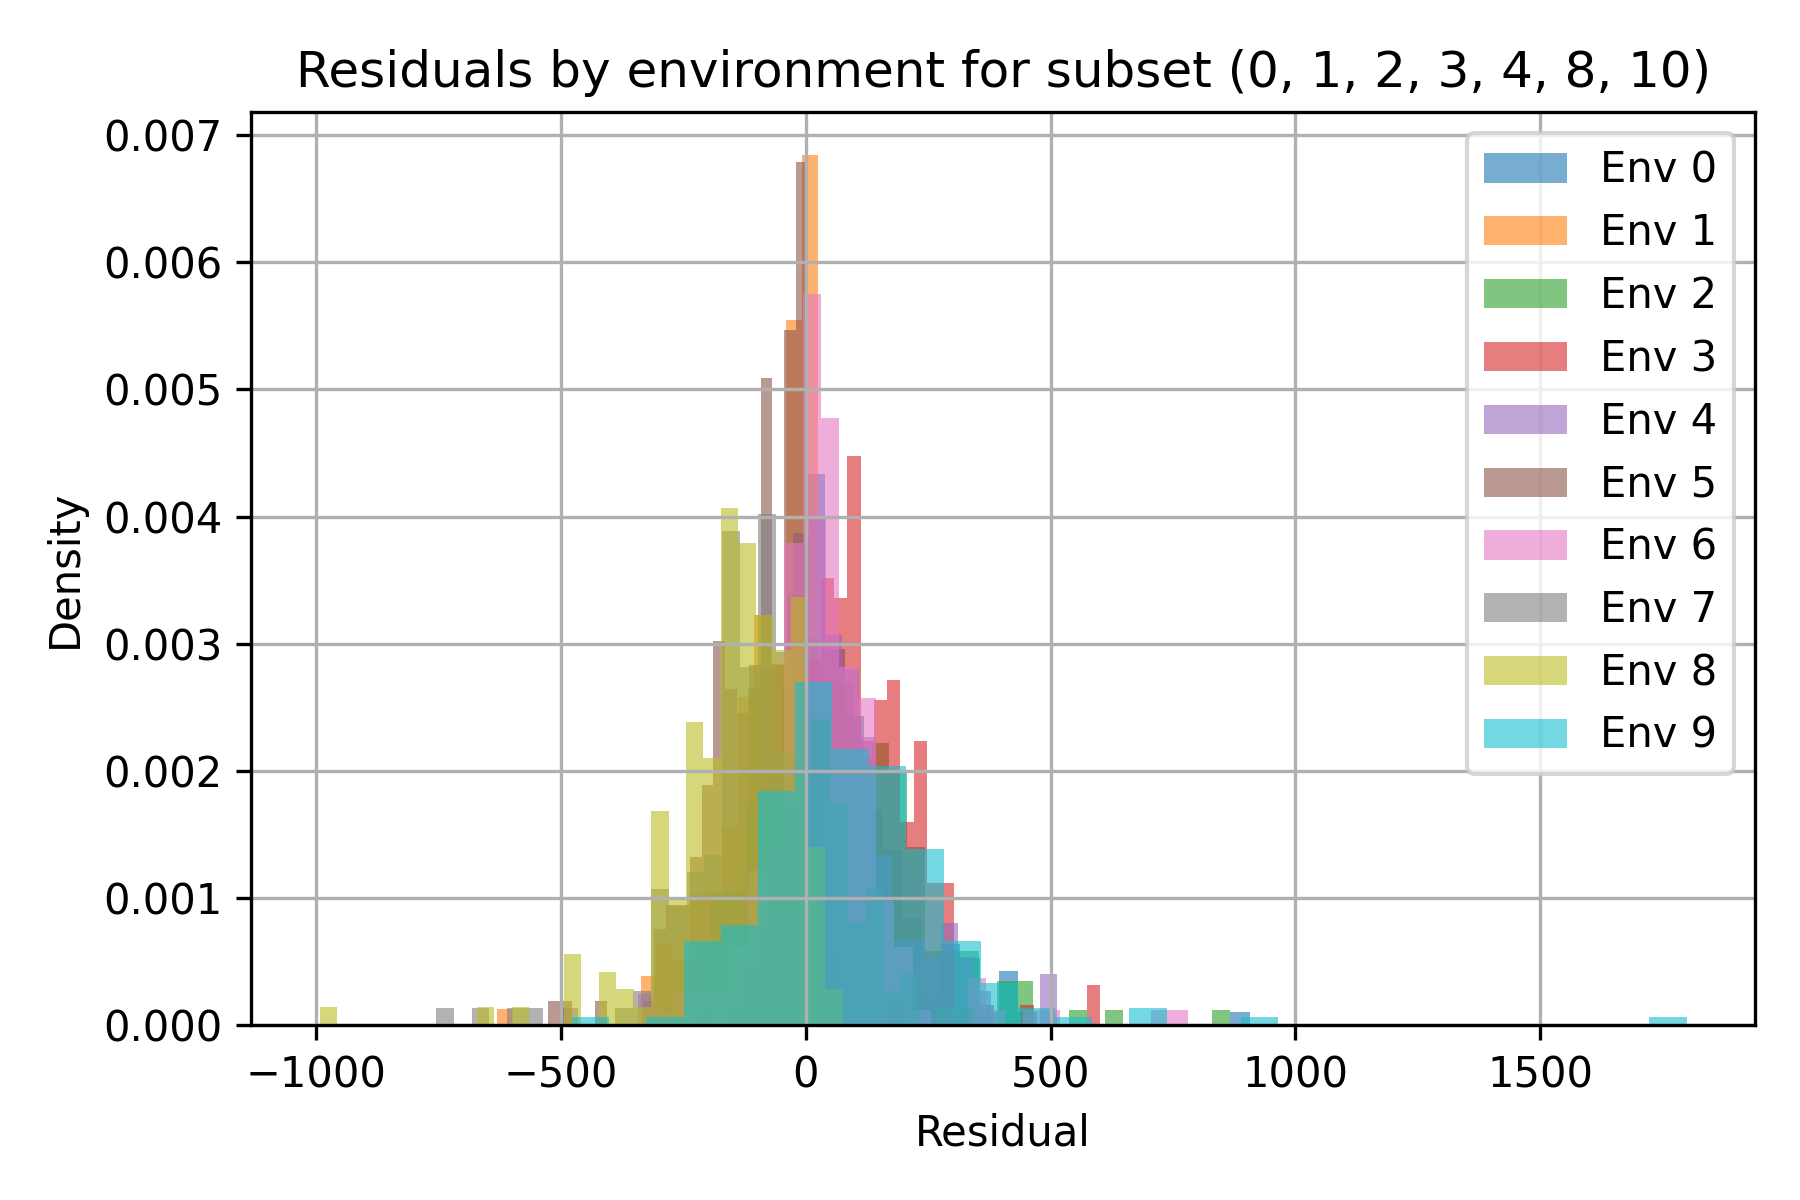 Residuals by environment for subset (0, 1, 2, 3, 4, 8, 10)
0.007
0.006
0.005
0.004
0.003
0.002
0.001
0.000
Density
Env 0
Env 1
Env 2
Env 3
Env 4
Env 5
Env 6
Env 7
Env 8
Env 9
−1000 −500 0 500 1000 1500
Residual